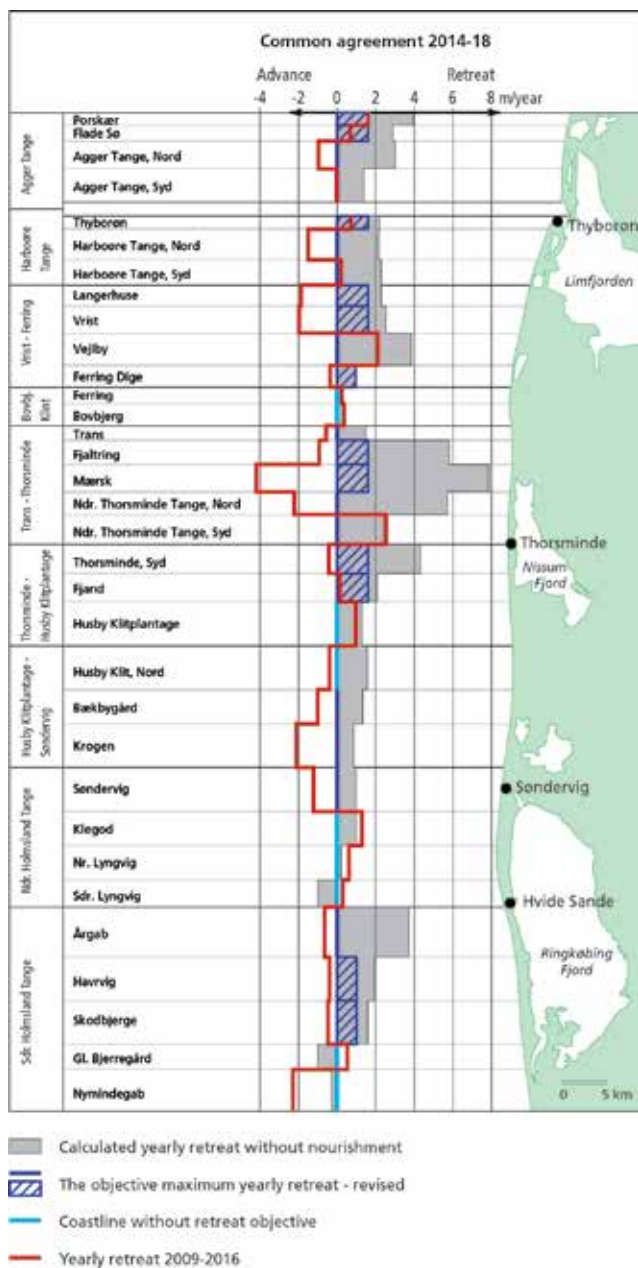 Common agreement 2014-18
Advance
Retreat
-4
-2
0
2
4
6
8 m/year
Agger Tange
Porskær
Flade Sø
Agger Tange, Nord
Agger Tange, Syd
Harboøre
Tange
Thyborøn
Harboøre Tange, Nord
Harboøre Tange, Syd
Vrist - Ferring
Langerhuse
Vrist
Vejlby
Ferring Dige
Bovbj.
Klint
Ferring
Bovbjerg
Trans - Thorsminde
Trans
Fjaltring
Mærsk
Ndr. Thorsminde Tange, Nord
Ndr. Thorsminde Tange, Syd
Thorsminde -
Husby Klitplantage
Thorsminde, Syd
Fjand
Husby Klitplantage
Husby Klitplantage -
Søndervig
Husby Klit, Nord
Bækbygård
Krogen
Ndr. Holmsland Tange
Søndervig
Klegod
Nr. Lyngvig
Sdr. Lyngvig
Sdr. Holmsland Tange
Årgab
Havrvig
Skodbjerge
Gl. Bjerregård
Nymindegab
Thyborøn
Limfjorden
Thorsminde
Nissum
Fjord
Søndervig
Hvide Sande
Ringkøbing
Fjord
0 5 km
Calculated yearly retreat without nourishment
The objective maximum yearly retreat - revised
Coastline without retreat objective
Yearly retreat 2009-2016